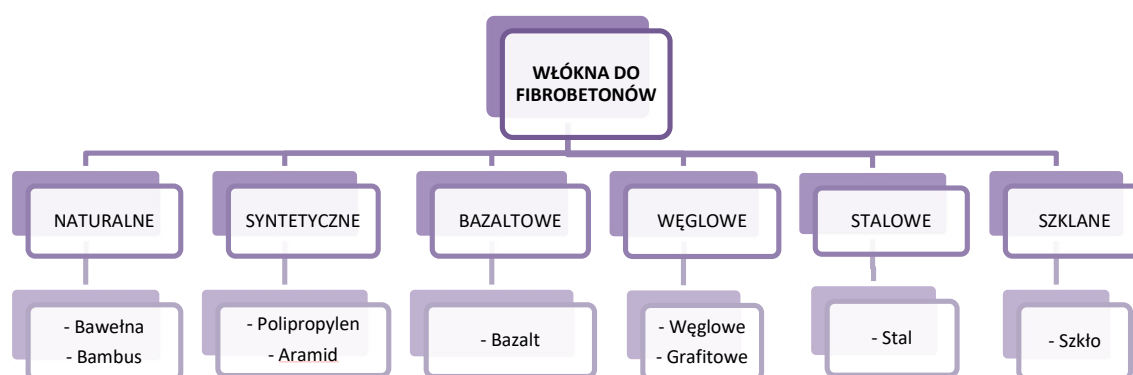 WŁÓKNA DO
FIBROBETONÓW
NATURALNE
SYNTETYCZNE
BAZALTOWE
WĘGLOWE
STALOWE
SZKLANE
- Bawełna
- Bambus
- Polipropylen
- Aramid
- Bazalt
- Węglowe
- Grafitowe
- Stal
- Szkło